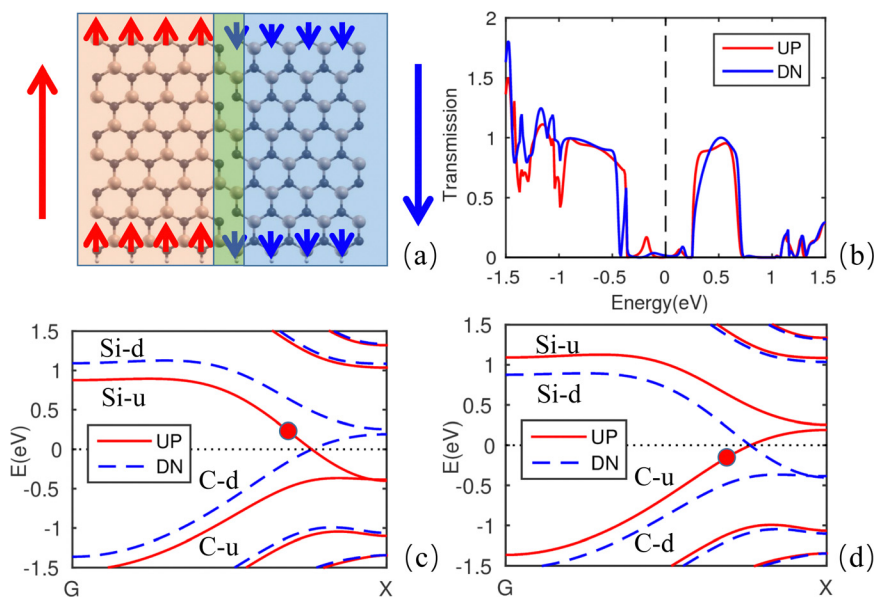 (a)
2
1.5
1
0.5
0
Transmission
UP
DN
-1.5 -1 -0.5 0 0.5 1 1.5
Energy(eV)
(b)
1.5
1
0.5
0
-0.5
-1
-1.5
E(eV)
Si-d
Si-u
UP
DN
C-d
C-u
G X
(c)
1.5
1
0.5
0
-0.5
-1
-1.5
E(eV)
Si-u
Si-d
UP
DN
C-u
C-d
G X
(d)